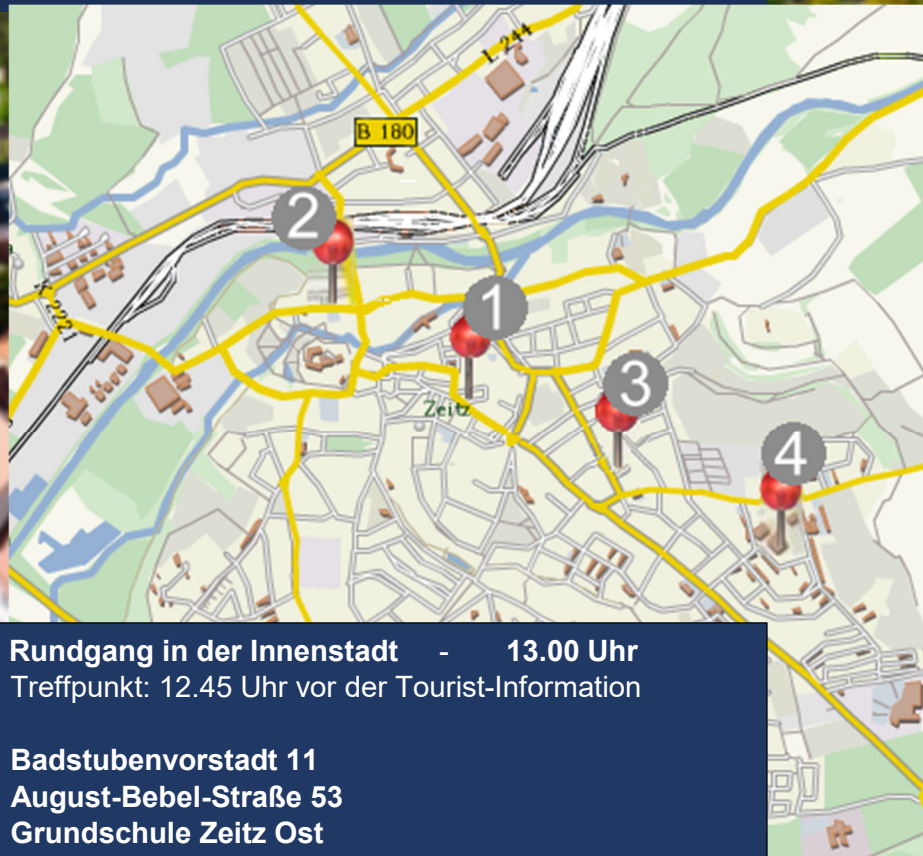 L 244
B 180
2
K 2221
1
3
Zeitz
4
Rundgang in der Innenstadt - 13.00 Uhr
Treffpunkt: 12.45 Uhr vor der Tourist-Information
Badstubenvorstadt 11
August-Bebel-Straße 53
Grundschule Zeitz Ost